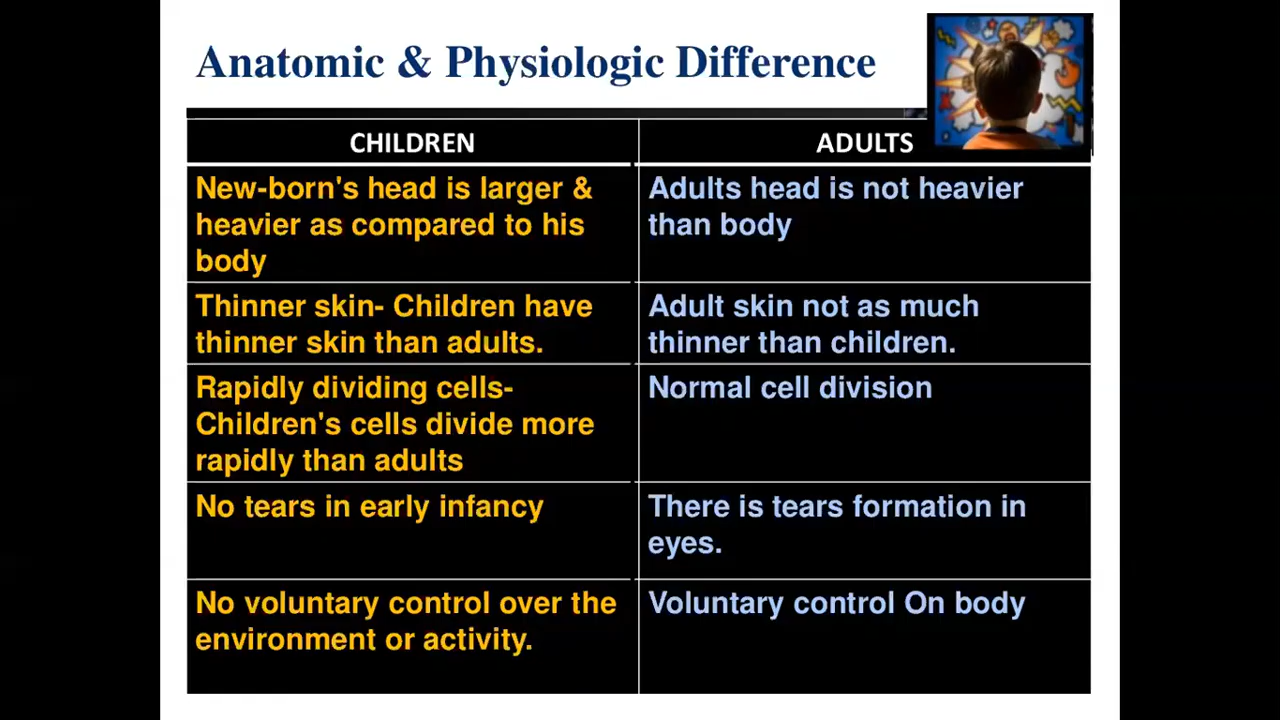 Anatomic & Physiologic Difference
CHILDREN
ADULTS
New-born's head is larger &
heavier as compared to his
body
Adults head is not heavier
than body
Thinner skin- Children have
thinner skin than adults.
Adult skin not as much
thinner than children.
Rapidly dividing cells-
Children's cells divide more
rapidly than adults
Normal cell division
No tears in early infancy
There is tears formation in
eyes.
No voluntary control over the
environment or activity.
Voluntary control On body